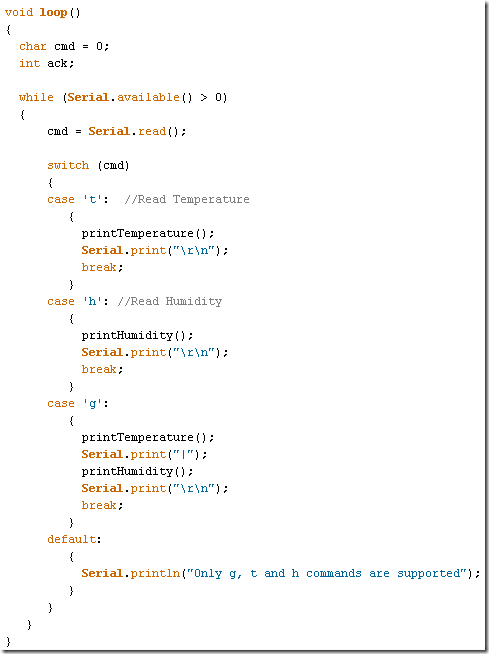 void loop()
{
  char cmd = 0;
  int ack;

  while (Serial.available() > 0)
  {
      cmd = Serial.read();

      switch (cmd)
      {
      case 't':  //Read Temperature
         {
           printTemperature();
           Serial.print("\r\n");
           break;
         }
      case 'h': //Read Humidity
         {
           printHumidity();
           Serial.print("\r\n");
           break;
         }
      case 'g':
         {
           printTemperature();
           Serial.print("|");
           printHumidity();
           Serial.print("\r\n");
           break;
         }
      default:
         {
           Serial.println("Only g, t and h commands are supported");
         }
      }
   }
}